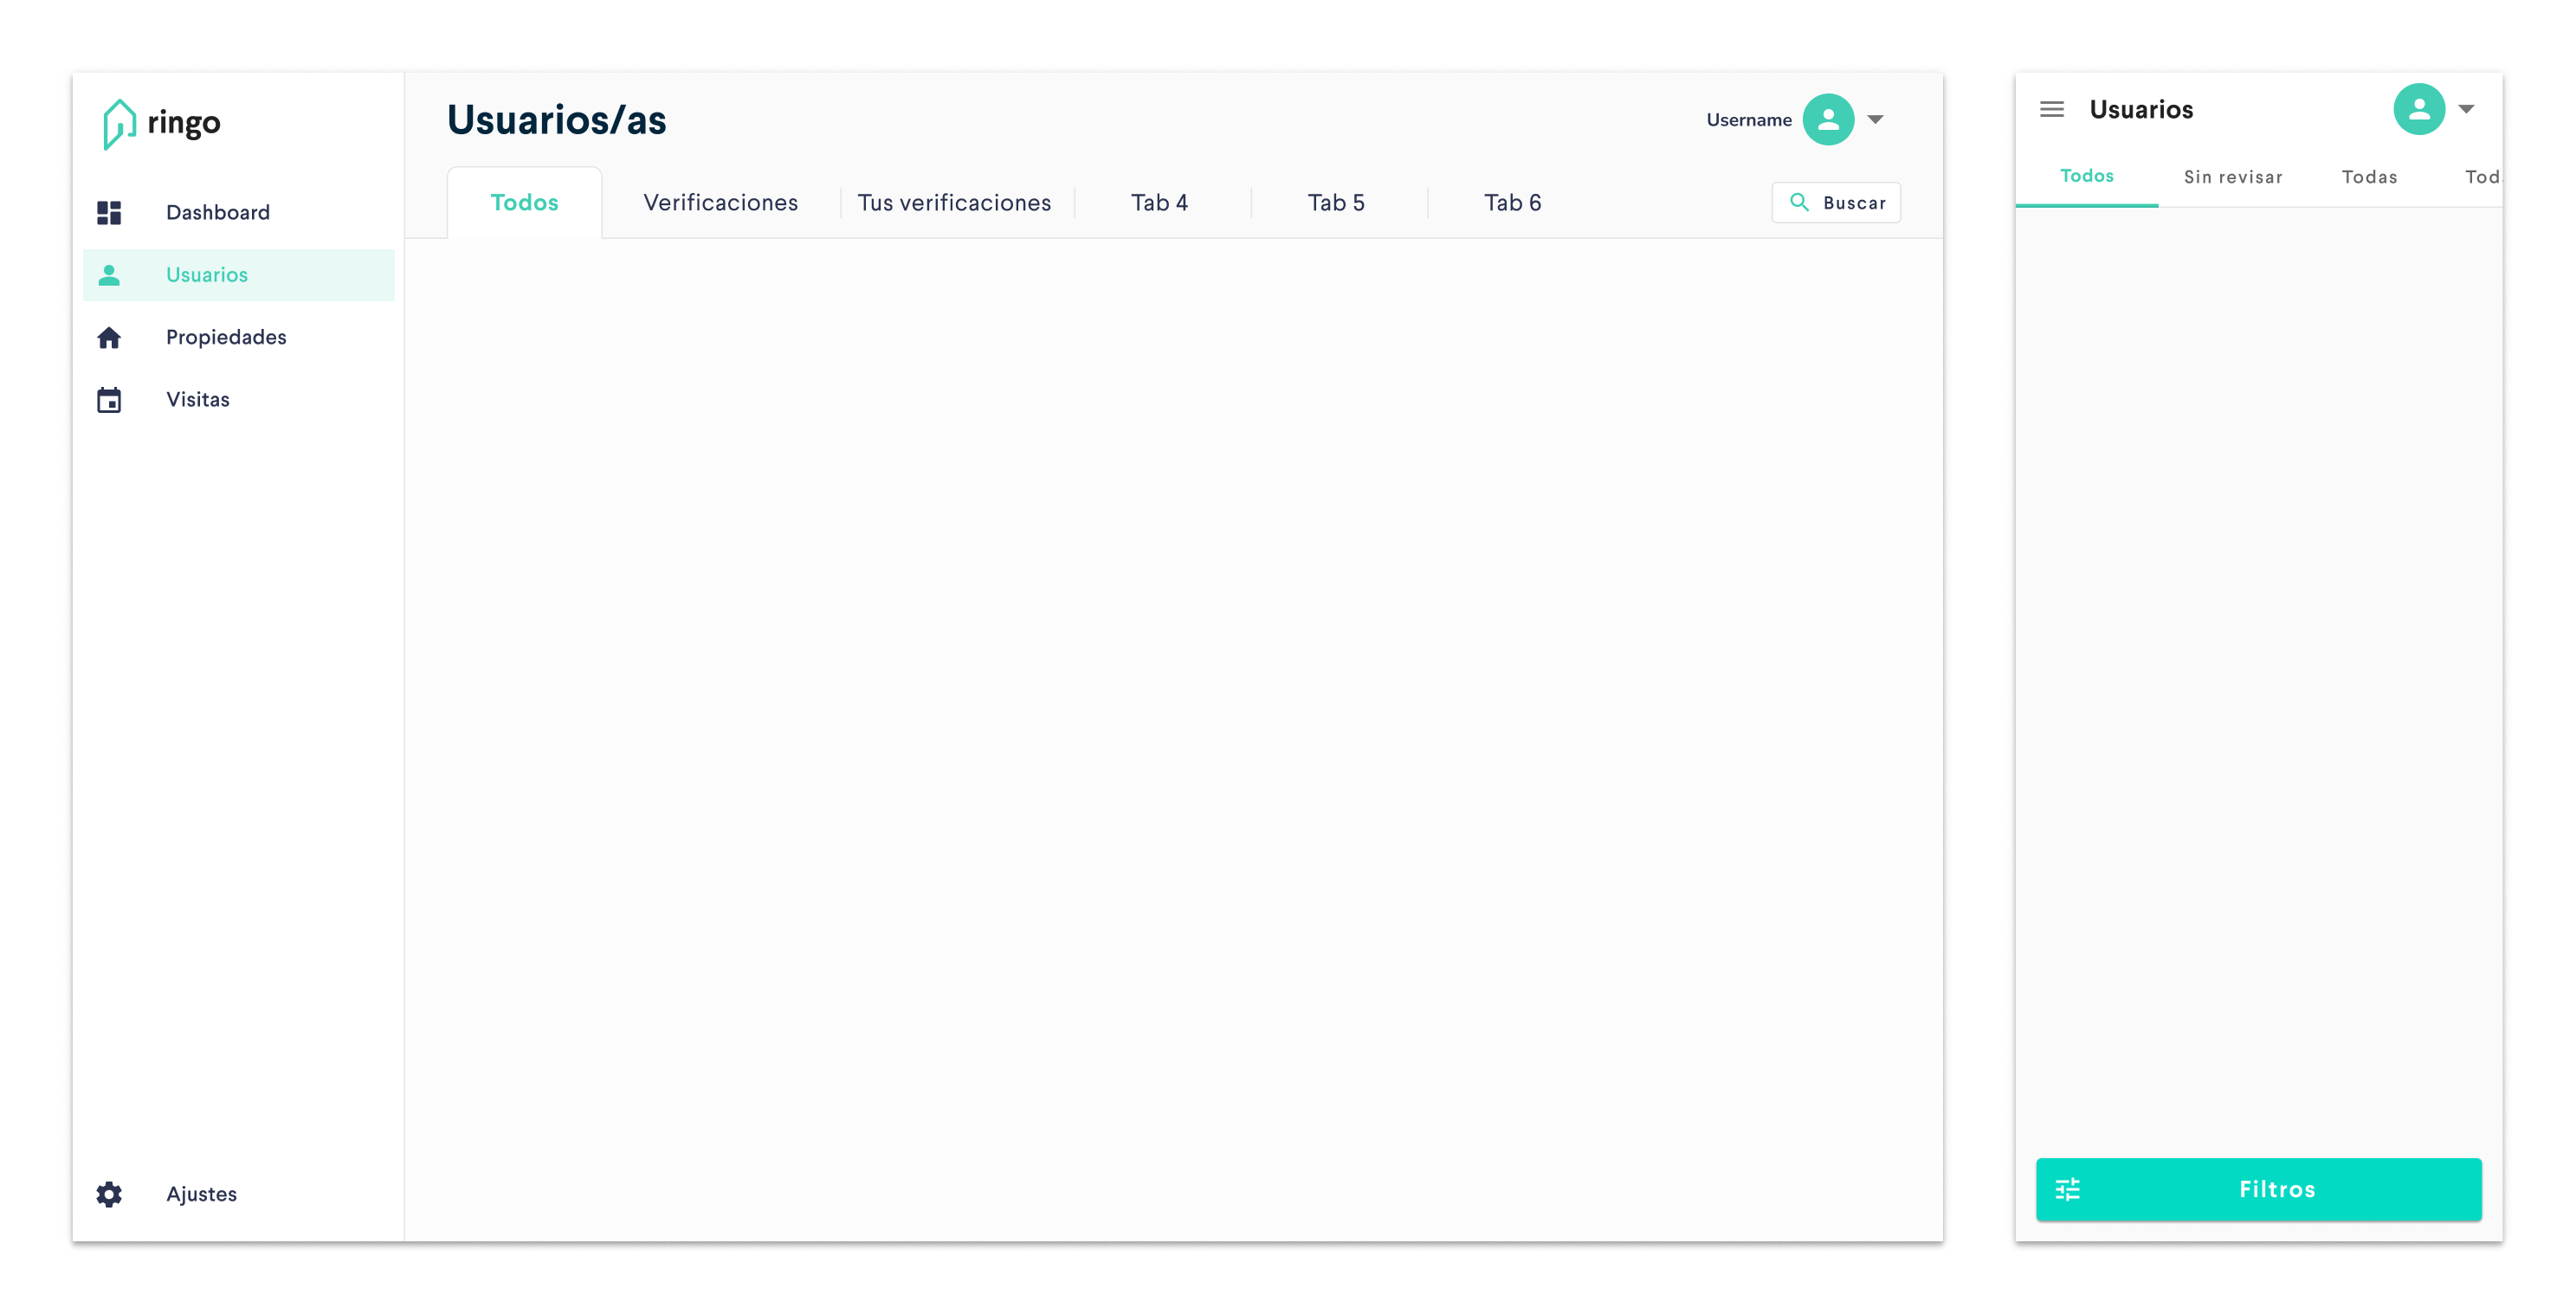 ringo
Dashboard
Usuarios
Propiedades
Visitas
Ajustes
Usuarios/as
Username
Todos
Verificaciones
Tus verificaciones
Tab 4
Tab 5
Tab 6
Buscar
Usuarios
Todos
Sin revisar
Todas
Tod
Filtros